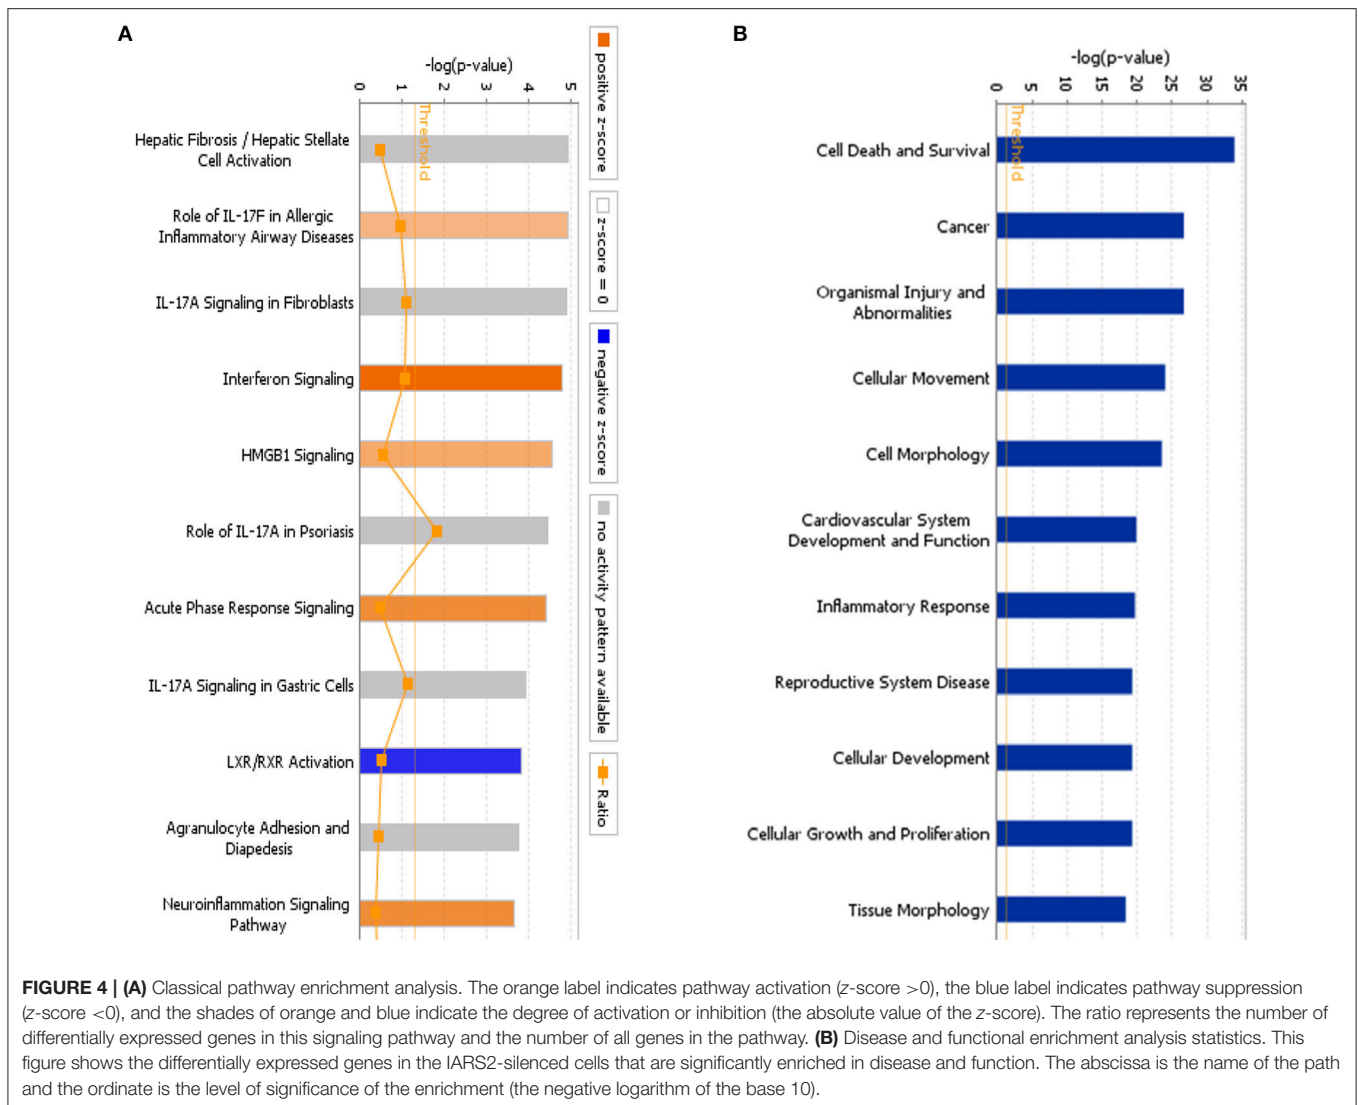 A
-log(p-value)
0
1
2
3
4
5
Threshold
Hepatic Fibrosis / Hepatic Stellate
Cell Activation
Role of IL-17F in Allergic
Inflammatory Airway Diseases
IL-17A Signaling in Fibroblasts
Interferon Signaling
HMGB1 Signaling
Role of IL-17A in Psoriasis
Acute Phase Response Signaling
IL-17A Signaling in Gastric Cells
LXR/RXR Activation
Agranulocyte Adhesion and
Diapedesis
Neuroinflammation Signaling
Pathway
positive z-score
z-score = 0
negative z-score
no activity pattern available
Ratio
B
-log(p-value)
0
5
10
15
20
25
30
35
Threshold
Cell Death and Survival
Cancer
Organismal Injury and
Abnormalities
Cellular Movement
Cell Morphology
Cardiovascular System
Development and Function
Inflammatory Response
Reproductive System Disease
Cellular Development
Cellular Growth and Proliferation
Tissue Morphology
FIGURE 4 | (A) Classical pathway enrichment analysis. The orange label indicates pathway activation (z-score >0), the blue label indicates pathway suppression
(z-score <0), and the shades of orange and blue indicate the degree of activation or inhibition (the absolute value of the z-score). The ratio represents the number of
differentially expressed genes in this signaling pathway and the number of all genes in the pathway. (B) Disease and functional enrichment analysis statistics. This
figure shows the differentially expressed genes in the IARS2-silenced cells that are significantly enriched in disease and function. The abscissa is the name of the path
and the ordinate is the level of significance of the enrichment (the negative logarithm of the base 10).